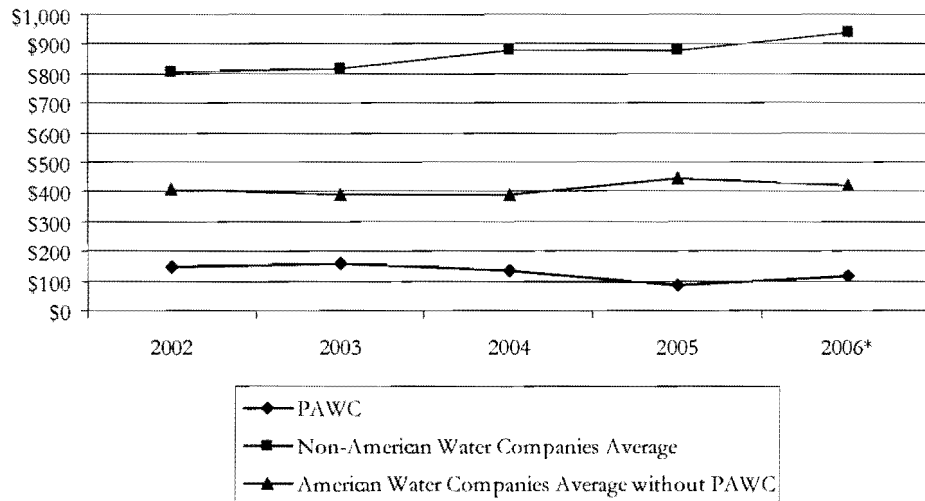 $1,000
$900
$800
$700
$600
$500
$400
$300
$200
$100
$0
2002 2003 2004 2005 2006*
PAWC
Non-American Water Companies Average
American Water Companies Average without PAWC